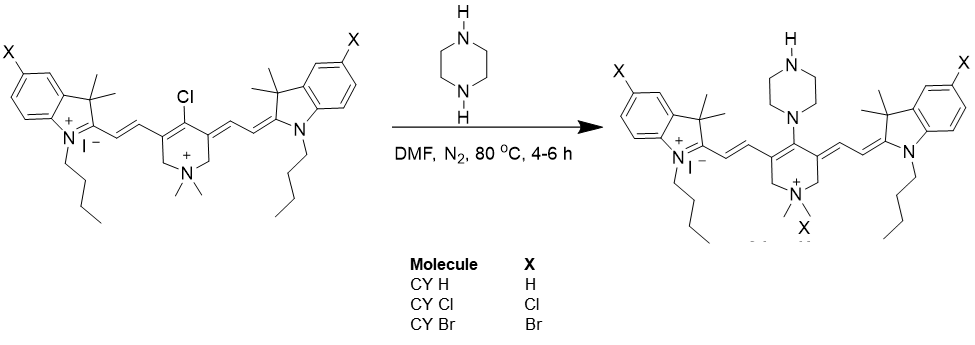 H
N
N
H
DMF, N₂, 80 °C, 4-6 h
X
X
Cl
N
+
I⁻
N
+
N
X
X
H
N
N
N
+
I⁻
N
+
N
X
Molecule X
CY H H
CY Cl Cl
CY Br Br